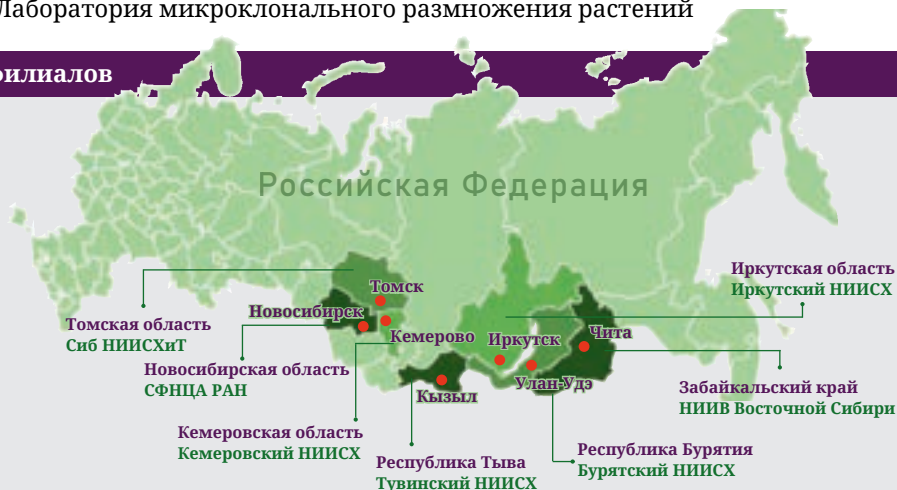 Лаборатория микроклонального размножения растений
филиалов
Российская Федерация
Томск
Новосибирск
Кемерово
Иркутск
Чита
Улан-Удэ
Кызыл
Иркутская область
Иркутский НИИСХ
Томская область
Сиб НИИСХиТ
Новосибирская область
СФНЦА РАН
Забайкальский край
НИИВ Восточной Сибири
Кемеровская область
Кемеровский НИИСХ
Республика Тыва
Тувинский НИИСХ
Республика Бурятия
Бурятский НИИСХ